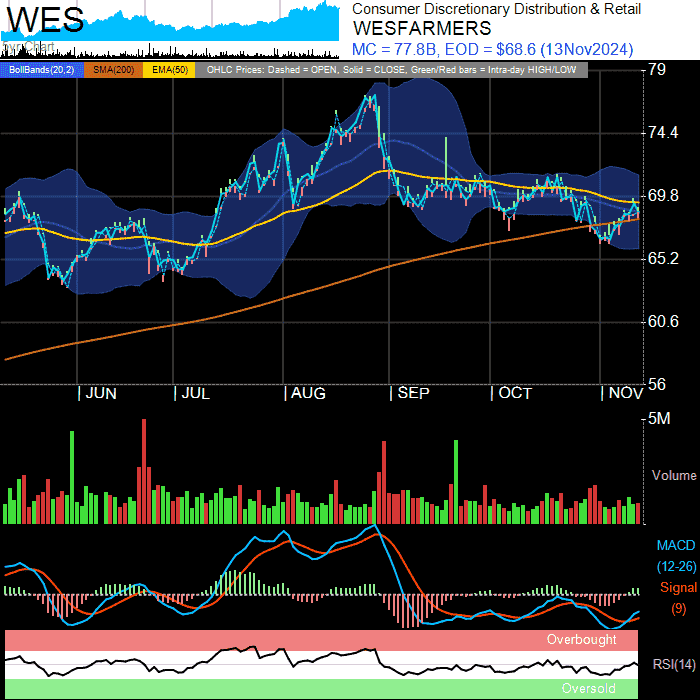 WES
Consumer Discretionary Distribution & Retail
WESFARMERS
MC = 77.8B, EOD = $68.6 (13Nov2024)
BollBands(20,2) SMA(200) EMA(50) OHLC Prices: Dashed = OPEN, Solid = CLOSE, Green/Red bars = Intra-day HIGH/LOW
79
74.4
69.8
65.2
60.6
56
| JUN | JUL | AUG | SEP | OCT | NOV
5M
Volume
MACD
(12-26)
Signal
(9)
Overbought
RSI(14)
Oversold